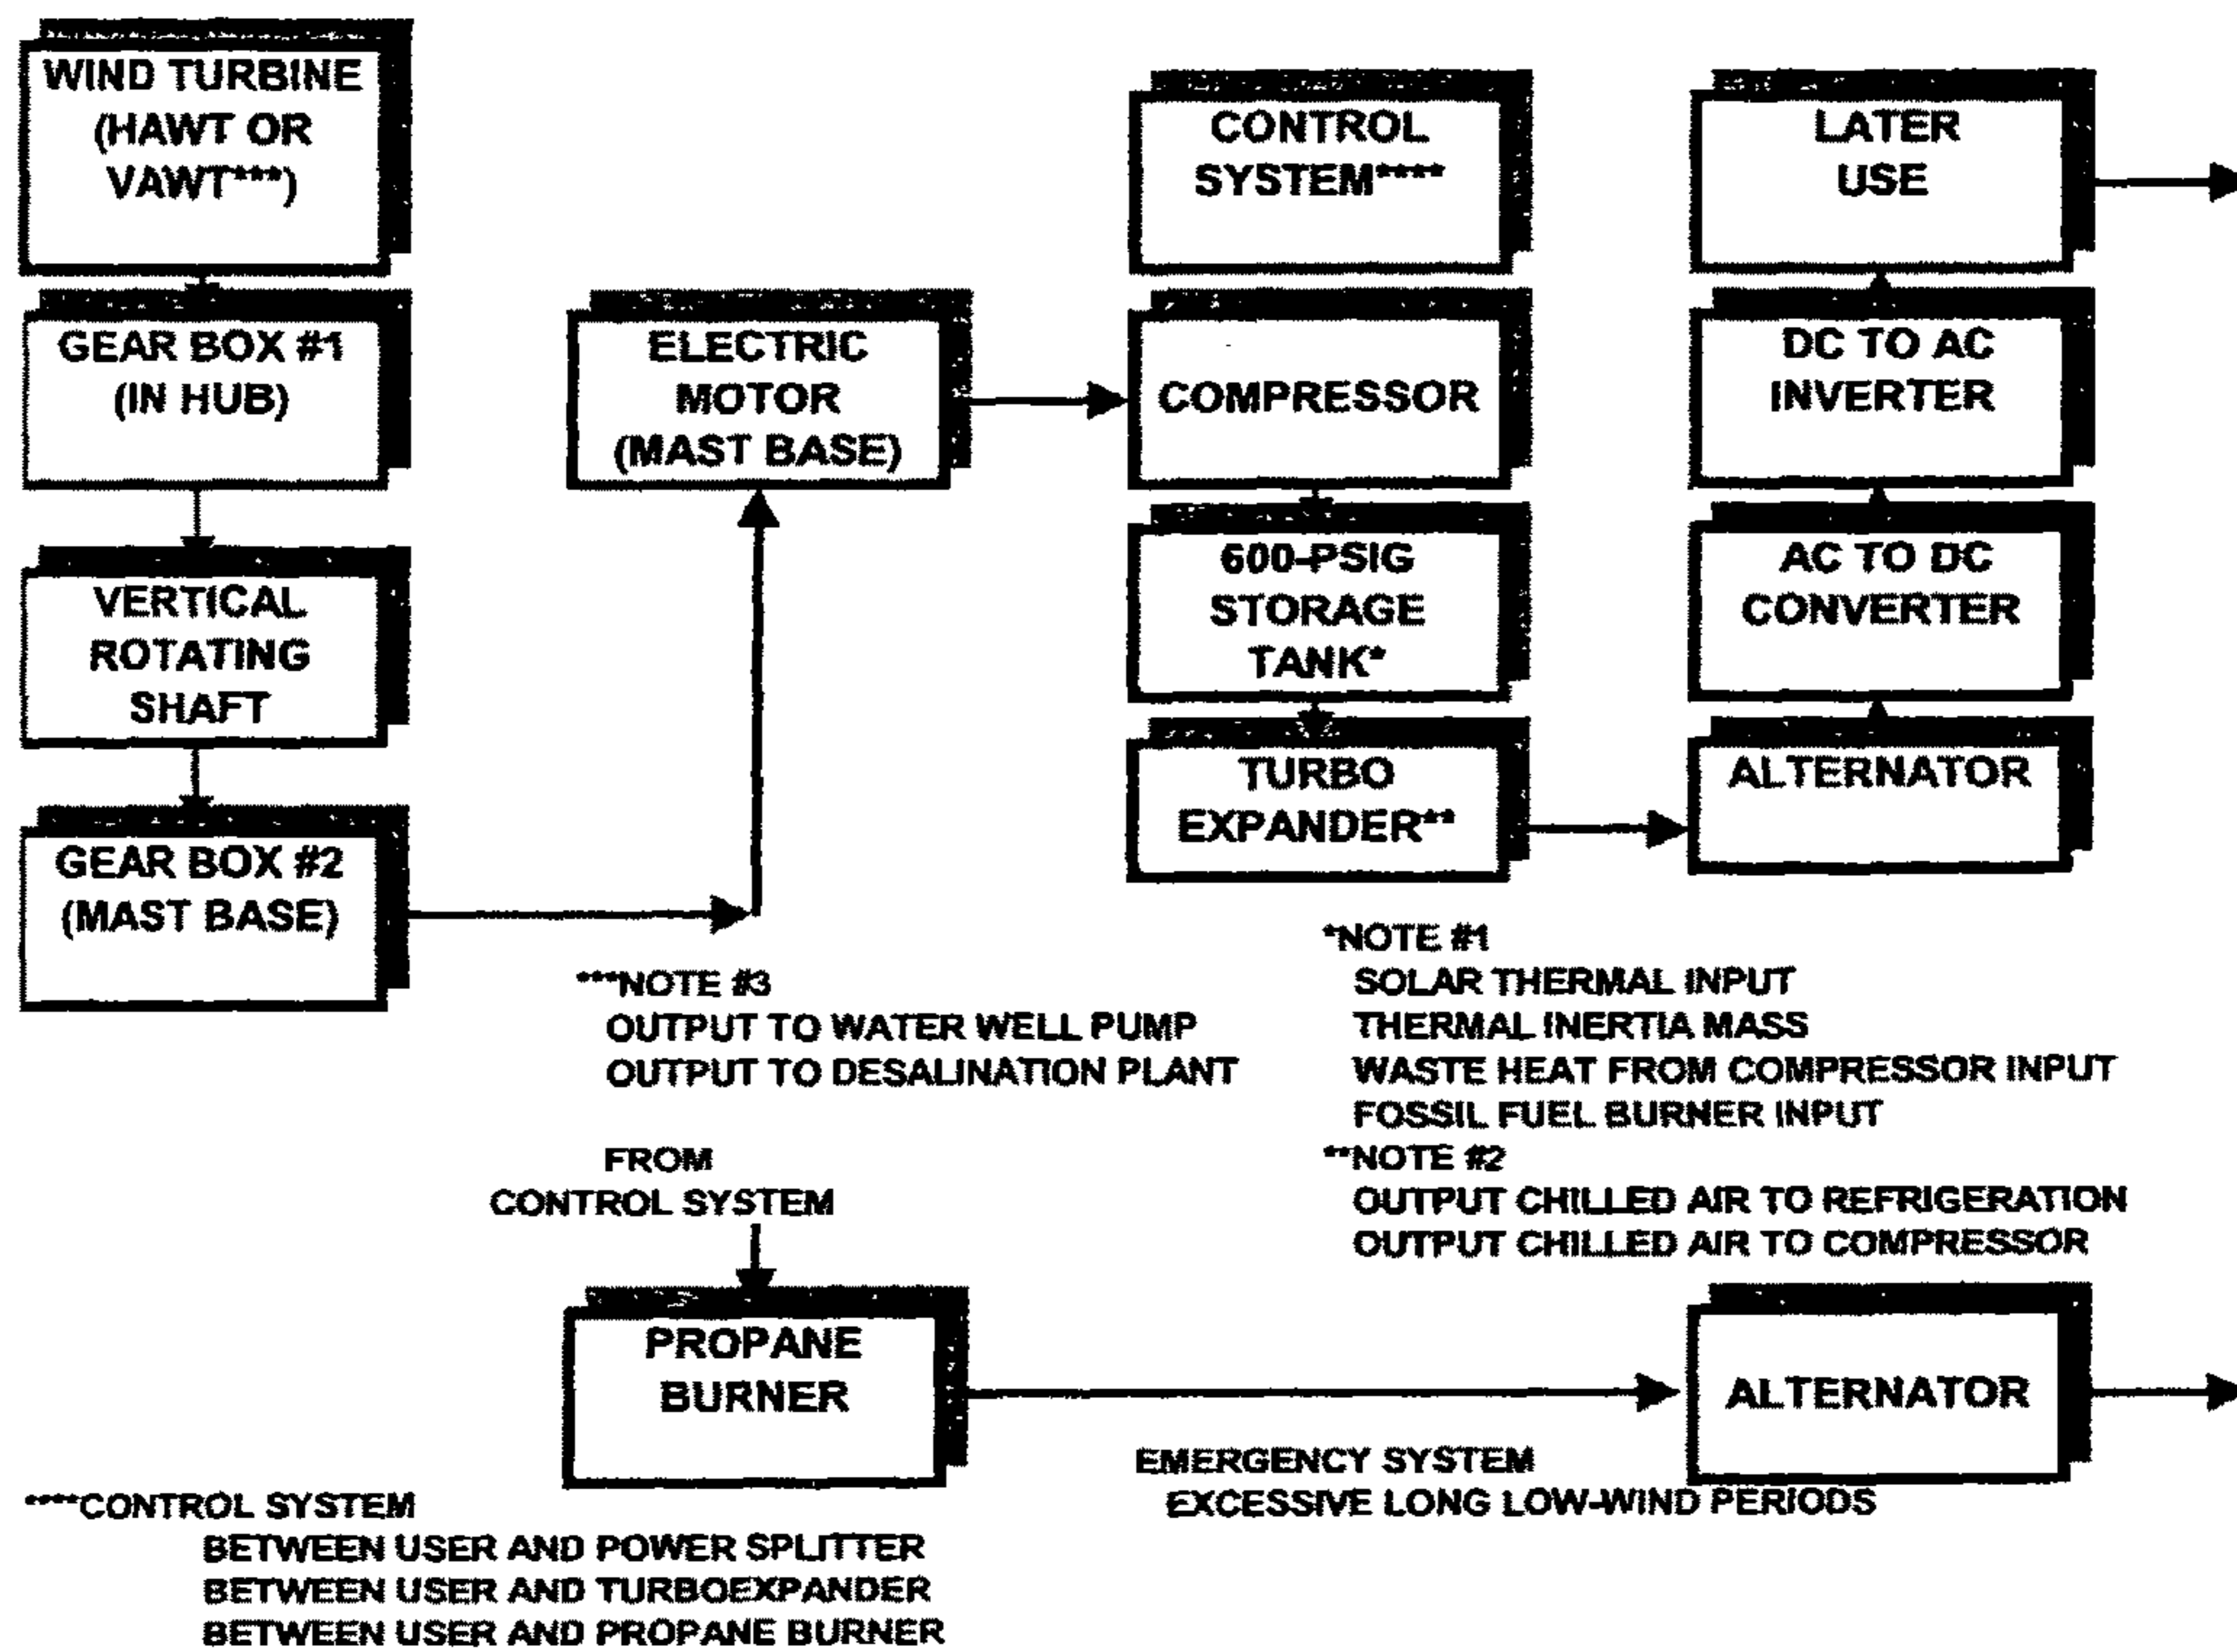 WIND TURBINE
(HAWT OR
VAWT***)
GEAR BOX #1
(IN HUB)
VERTICAL
ROTATING
SHAFT
GEAR BOX #2
(MAST BASE)
ELECTRIC
MOTOR
(MAST BASE)
CONTROL
SYSTEM****
COMPRESSOR
600-PSIG
STORAGE
TANK*
TURBO
EXPANDER**
LATER
USE
DC TO AC
INVERTER
AC TO DC
CONVERTER
ALTERNATOR
***NOTE #3
OUTPUT TO WATER WELL PUMP
OUTPUT TO DESALINATION PLANT
*NOTE #1
SOLAR THERMAL INPUT
THERMAL INERTIA MASS
WASTE HEAT FROM COMPRESSOR INPUT
FOSSIL FUEL BURNER INPUT
**NOTE #2
OUTPUT CHILLED AIR TO REFRIGERATION
OUTPUT CHILLED AIR TO COMPRESSOR
FROM
CONTROL SYSTEM
PROPANE
BURNER
ALTERNATOR
EMERGENCY SYSTEM
EXCESSIVE LONG LOW-WIND PERIODS
****CONTROL SYSTEM
BETWEEN USER AND POWER SPLITTER
BETWEEN USER AND TURBOEXPANDER
BETWEEN USER AND PROPANE BURNER